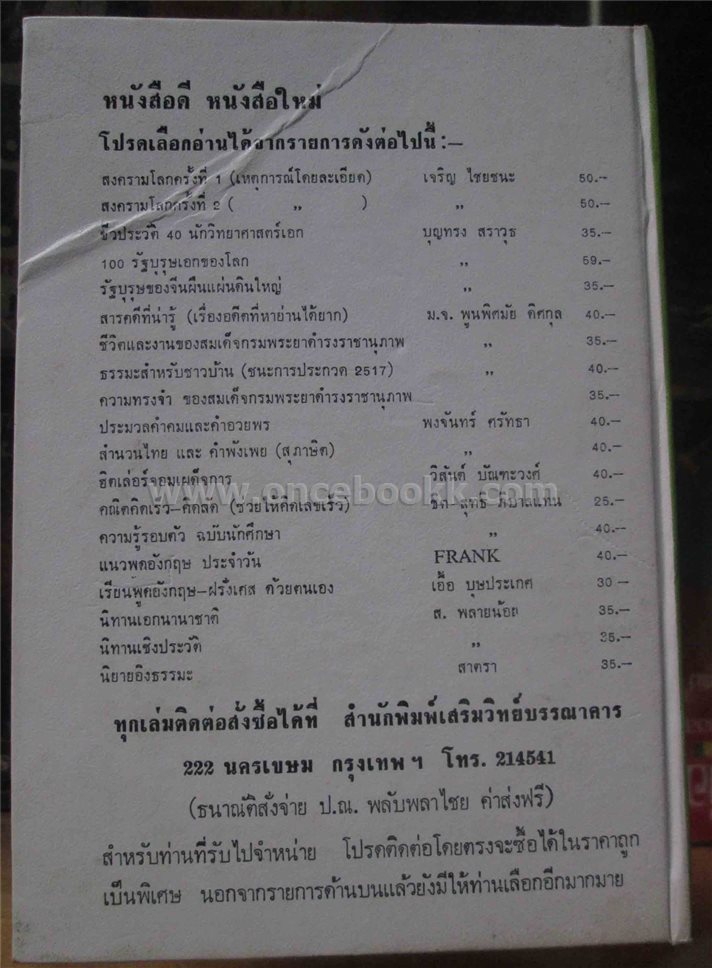 หนังสือดี หนังสือใหม่
โปรดเลือกอ่านได้จากรายการดังต่อไปนี้ :—
สงครามโลกครั้งที่ 1 (เหตุการณ์โดยละเอียด) เจริญ ไชยชนะ 50.—
สงครามโลกครั้งที่ 2 ( ,, ) ,, 50.—
ชีวประวัติ 40 นักวิทยาศาสตร์เอก บุญทรง สราวุธ 35.—
100 รัฐบุรุษเอกของโลก ,, 69.—
รัฐบุรุษของจีนผืนแผ่นดินใหญ่ ,, 35.—
สารคดีที่น่ารู้ (เรื่องอดีตที่หาอ่านได้ยาก) ม.จ. พูนพิศมัย ดิศกุล 40.—
ชีวิตและงานของสมเด็จกรมพระยาดำรงราชานุภาพ ,, 35.—
ธรรมะสำหรับชาวบ้าน (ชนะการประกวด 2517) ,, 40.—
ความทรงจำ ของสมเด็จกรมพระยาดำรงราชานุภาพ 35.—
ประมวลคำคมและคำอวยพร พงจันทร์ ศรัทธา 40.—
สำนวนไทย และ คำพังเพย (สุภาษิต) ,, 40.—
ฮิตเล่อร์จอมเผด็จการ วิสันต์ บัณฑะวงศ์ 40.—
www.oncebookk.com
คณิตคิดเร็ว—คิดลัด (ช่วยให้คิดเลขเร็ว) 25.—
ความรู้รอบตัว ฉบับนักศึกษา ,, 40.—
แนวพูดอังกฤษ ประจำวัน FRANK 40.—
เรียนพูดอังกฤษ—ฝรั่งเศส ด้วยตนเอง เอื้อ บุษปะเกศ 30 —
นิทานเอกนานาชาติ ส. พลายน้อย 35.—
นิทานเชิงประวัติ ,, 25.—
นิยายอิงธรรมะ สาตรา 35.—
ทุกเล่มติดต่อสั่งซื้อได้ที่ สำนักพิมพ์เสริมวิทย์บรรณาคาร
222 นครเขษม กรุงเทพ ฯ โทร. 214541
(ธนาณัติสั่งจ่าย ป.ณ. พลับพลาไชย ค่าส่งฟรี)
สำหรับท่านที่รับไปจำหน่าย โปรดติดต่อโดยตรงจะซื้อได้ในราคาถูก
เป็นพิเศษ นอกจากรายการด้านบนแล้วยังมีให้ท่านเลือกอีกมากมาย